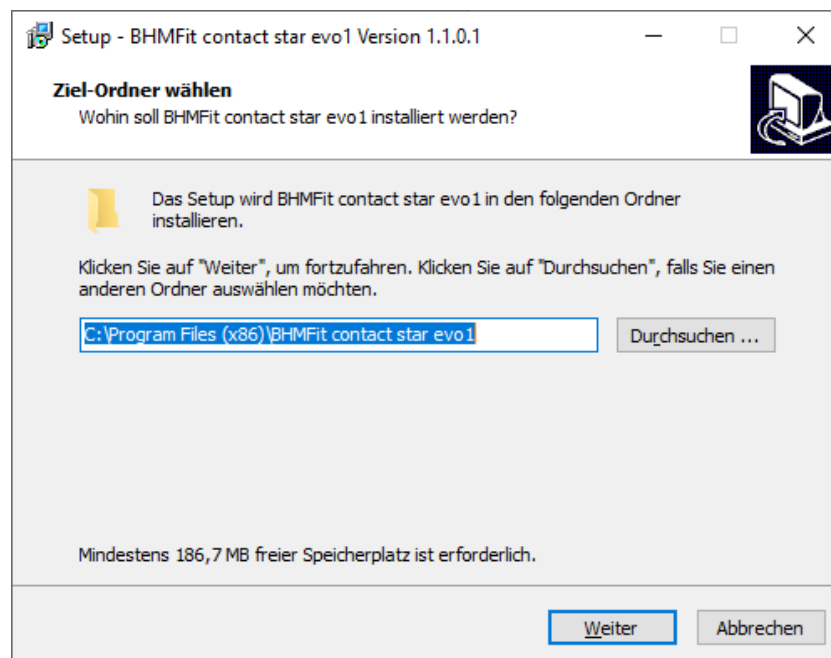 Setup - BHMFit contact star evo1 Version 1.1.0.1
Ziel-Ordner wählen
Wohin soll BHMFit contact star evo1 installiert werden?
Das Setup wird BHMFit contact star evo1 in den folgenden Ordner
installieren.
Klicken Sie auf "Weiter", um fortzufahren. Klicken Sie auf "Durchsuchen", falls Sie einen
anderen Ordner auswählen möchten.
C:\Program Files (x86)\BHMFit contact star evo1
Durchsuchen ...
Mindestens 186,7 MB freier Speicherplatz ist erforderlich.
Weiter
Abbrechen